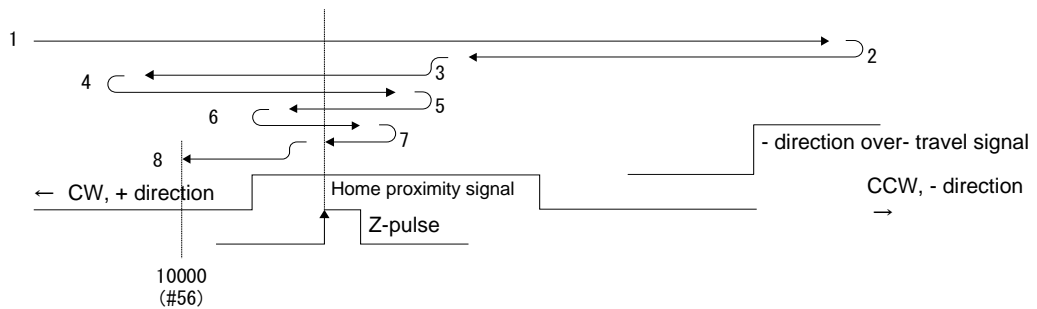 1
2
3
4
5
6
7
8
- direction over- travel signal
← CW, + direction
Home proximity signal
CCW, - direction
→
Z-pulse
10000
(#56)